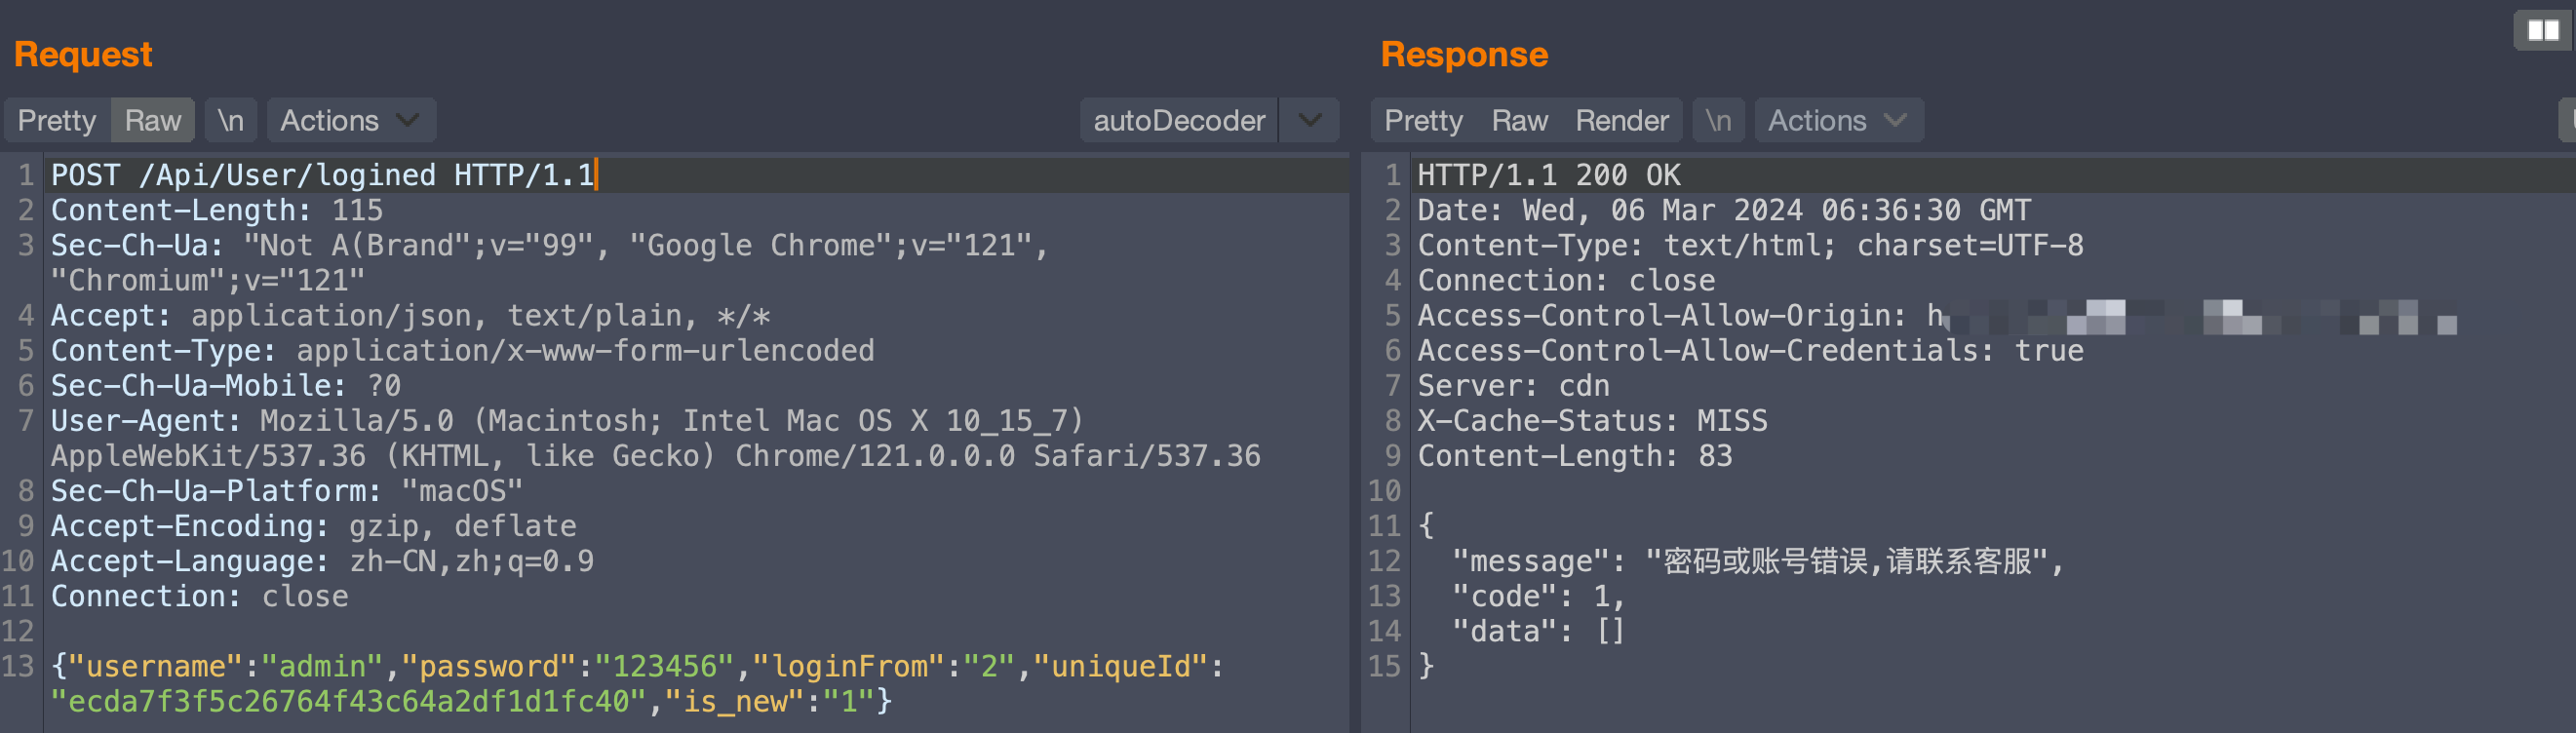 Request
Response
Pretty Raw \n Actions autoDecoder
Pretty Raw Render \n Actions
1 POST /Api/User/logined HTTP/1.1
2 Content-Length: 115
3 Sec-Ch-Ua: "Not A(Brand";v="99", "Google Chrome";v="121",
"Chromium";v="121"
4 Accept: application/json, text/plain, */*
5 Content-Type: application/x-www-form-urlencoded
6 Sec-Ch-Ua-Mobile: ?0
7 User-Agent: Mozilla/5.0 (Macintosh; Intel Mac OS X 10_15_7)
AppleWebKit/537.36 (KHTML, like Gecko) Chrome/121.0.0.0 Safari/537.36
8 Sec-Ch-Ua-Platform: "macOS"
9 Accept-Encoding: gzip, deflate
10 Accept-Language: zh-CN,zh;q=0.9
11 Connection: close
12
13 {"username":"admin","password":"123456","loginFrom":"2","uniqueId":
"ecda7f3f5c26764f43c64a2df1d1fc40","is_new":"1"}
1 HTTP/1.1 200 OK
2 Date: Wed, 06 Mar 2024 06:36:30 GMT
3 Content-Type: text/html; charset=UTF-8
4 Connection: close
5 Access-Control-Allow-Origin: h
6 Access-Control-Allow-Credentials: true
7 Server: cdn
8 X-Cache-Status: MISS
9 Content-Length: 83
10
11 {
12 "message": "密码或账号错误,请联系客服",
13 "code": 1,
14 "data": []
15 }